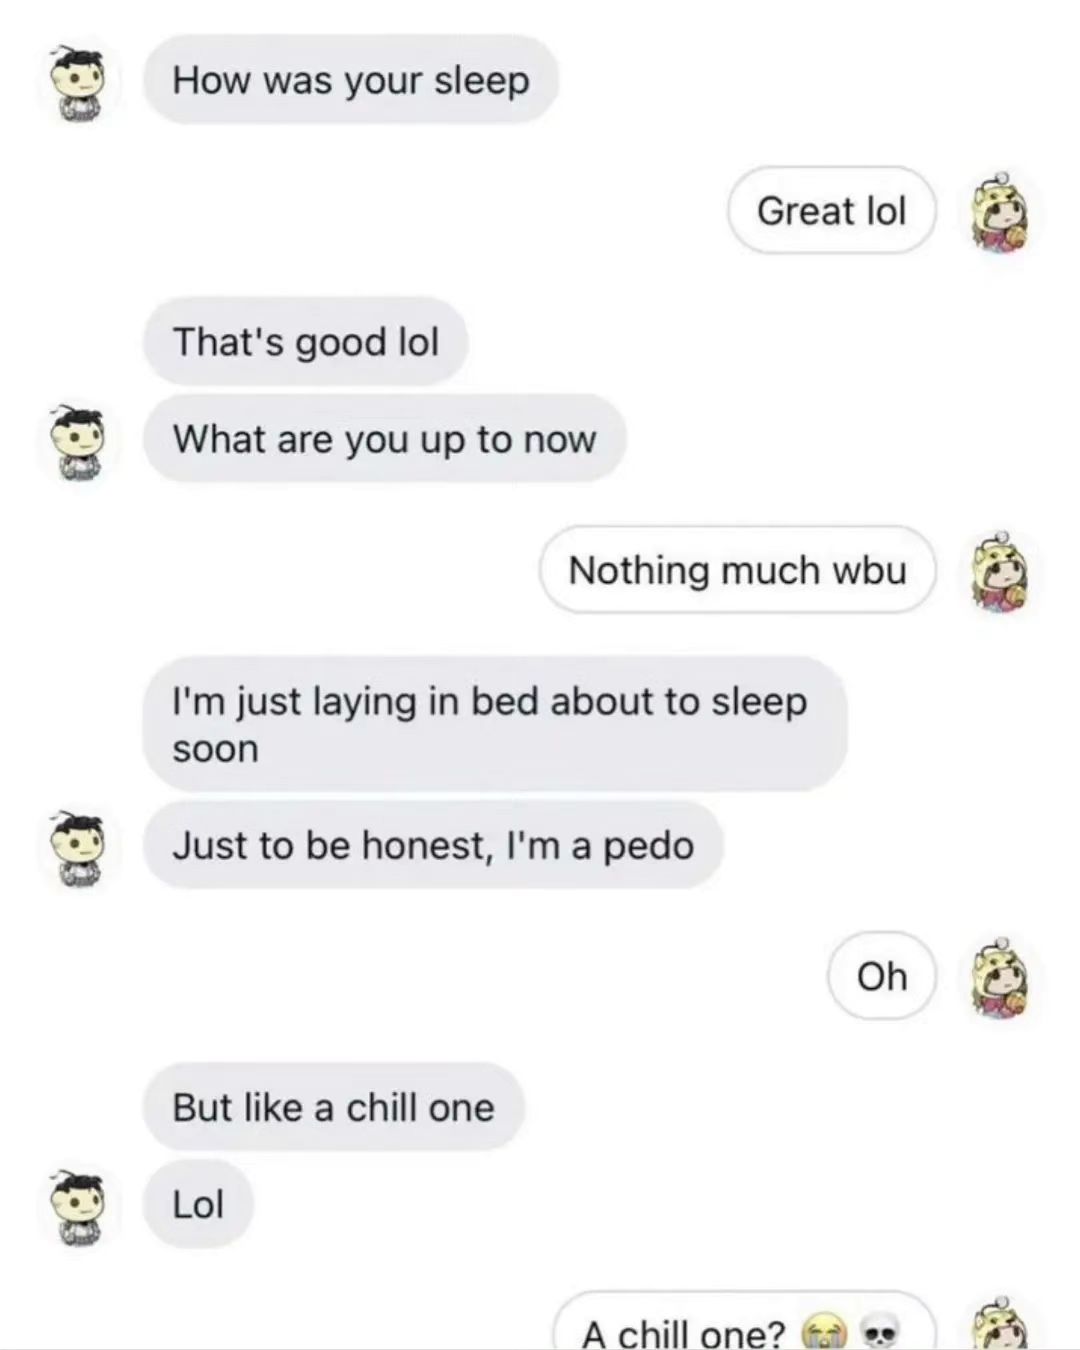 How was your sleep
Great lol
That's good lol
What are you up to now
Nothing much wbu
I'm just laying in bed about to sleep
soon
Just to be honest, I'm a pedo
Oh
But like a chill one
Lol
A chill one? 😭 💀